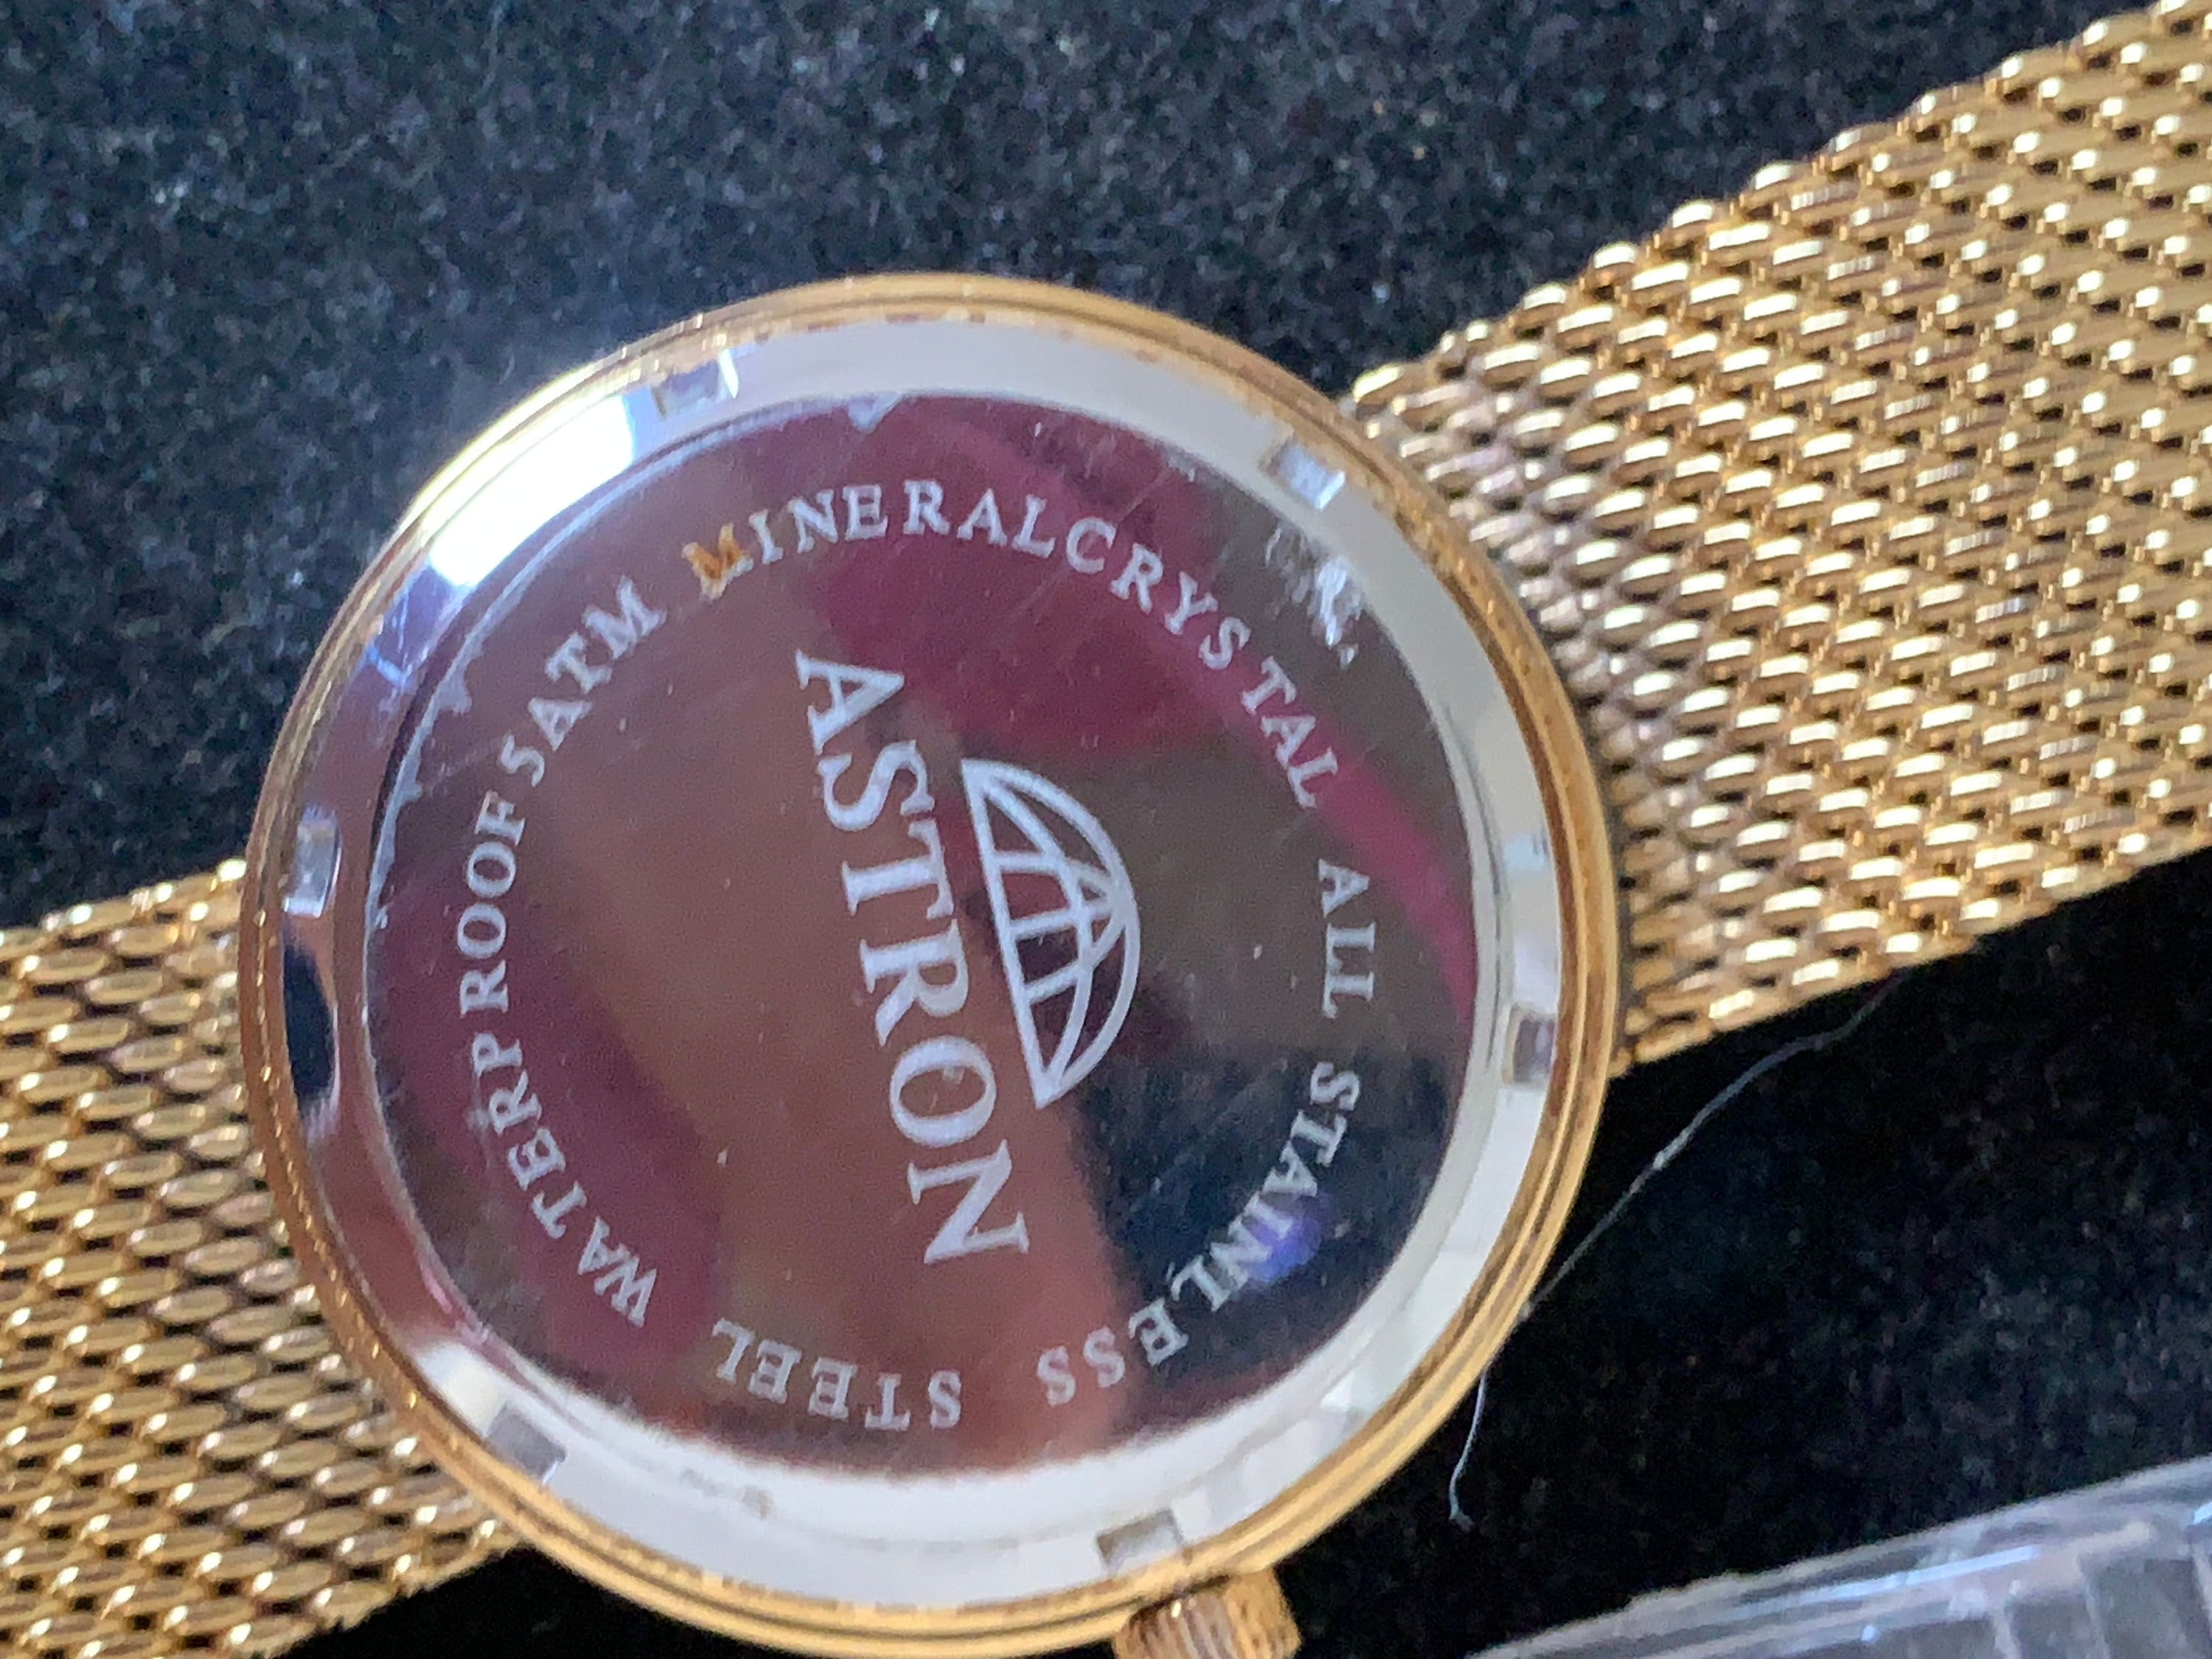 ASTRON
WATERPROOF 5ATM MINERALCRYSTAL ALL STAINLESS STEEL